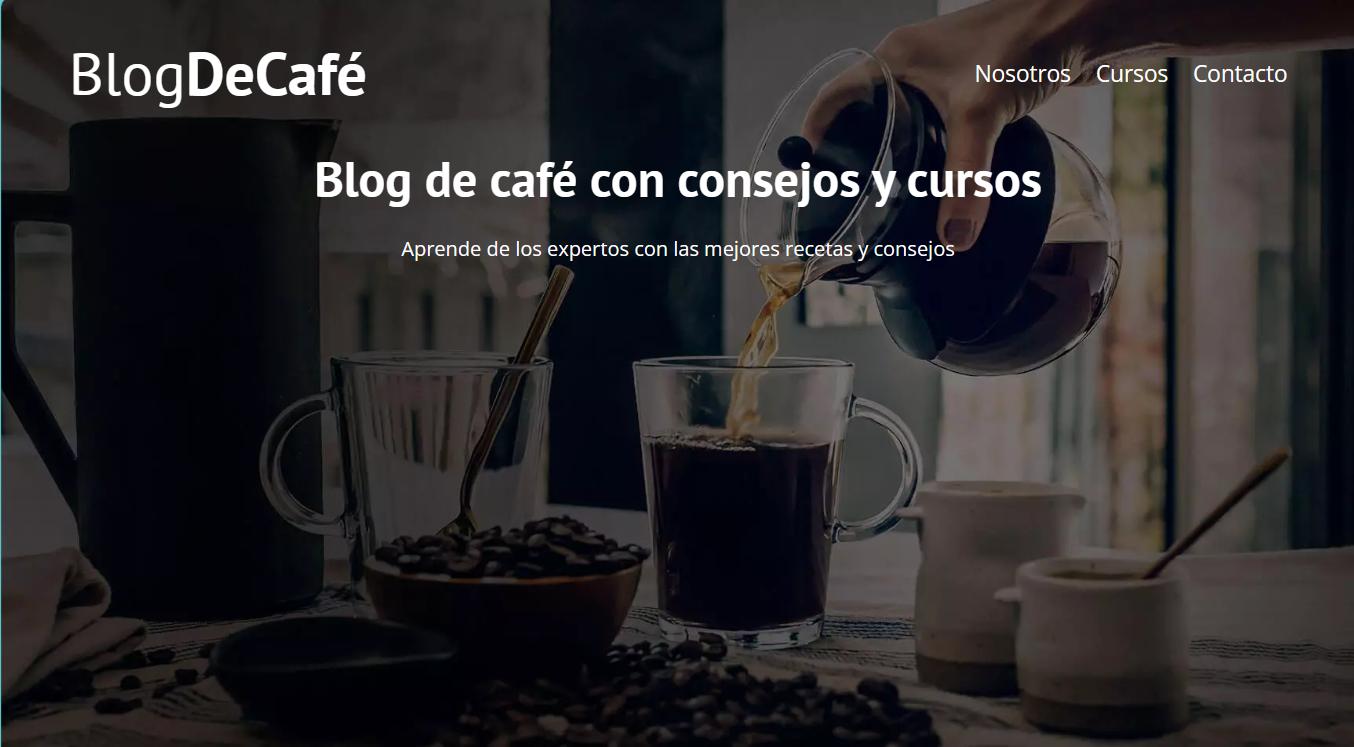 BlogDeCafé
Nosotros Cursos Contacto
Blog de café con consejos y cursos
Aprende de los expertos con las mejores recetas y consejos